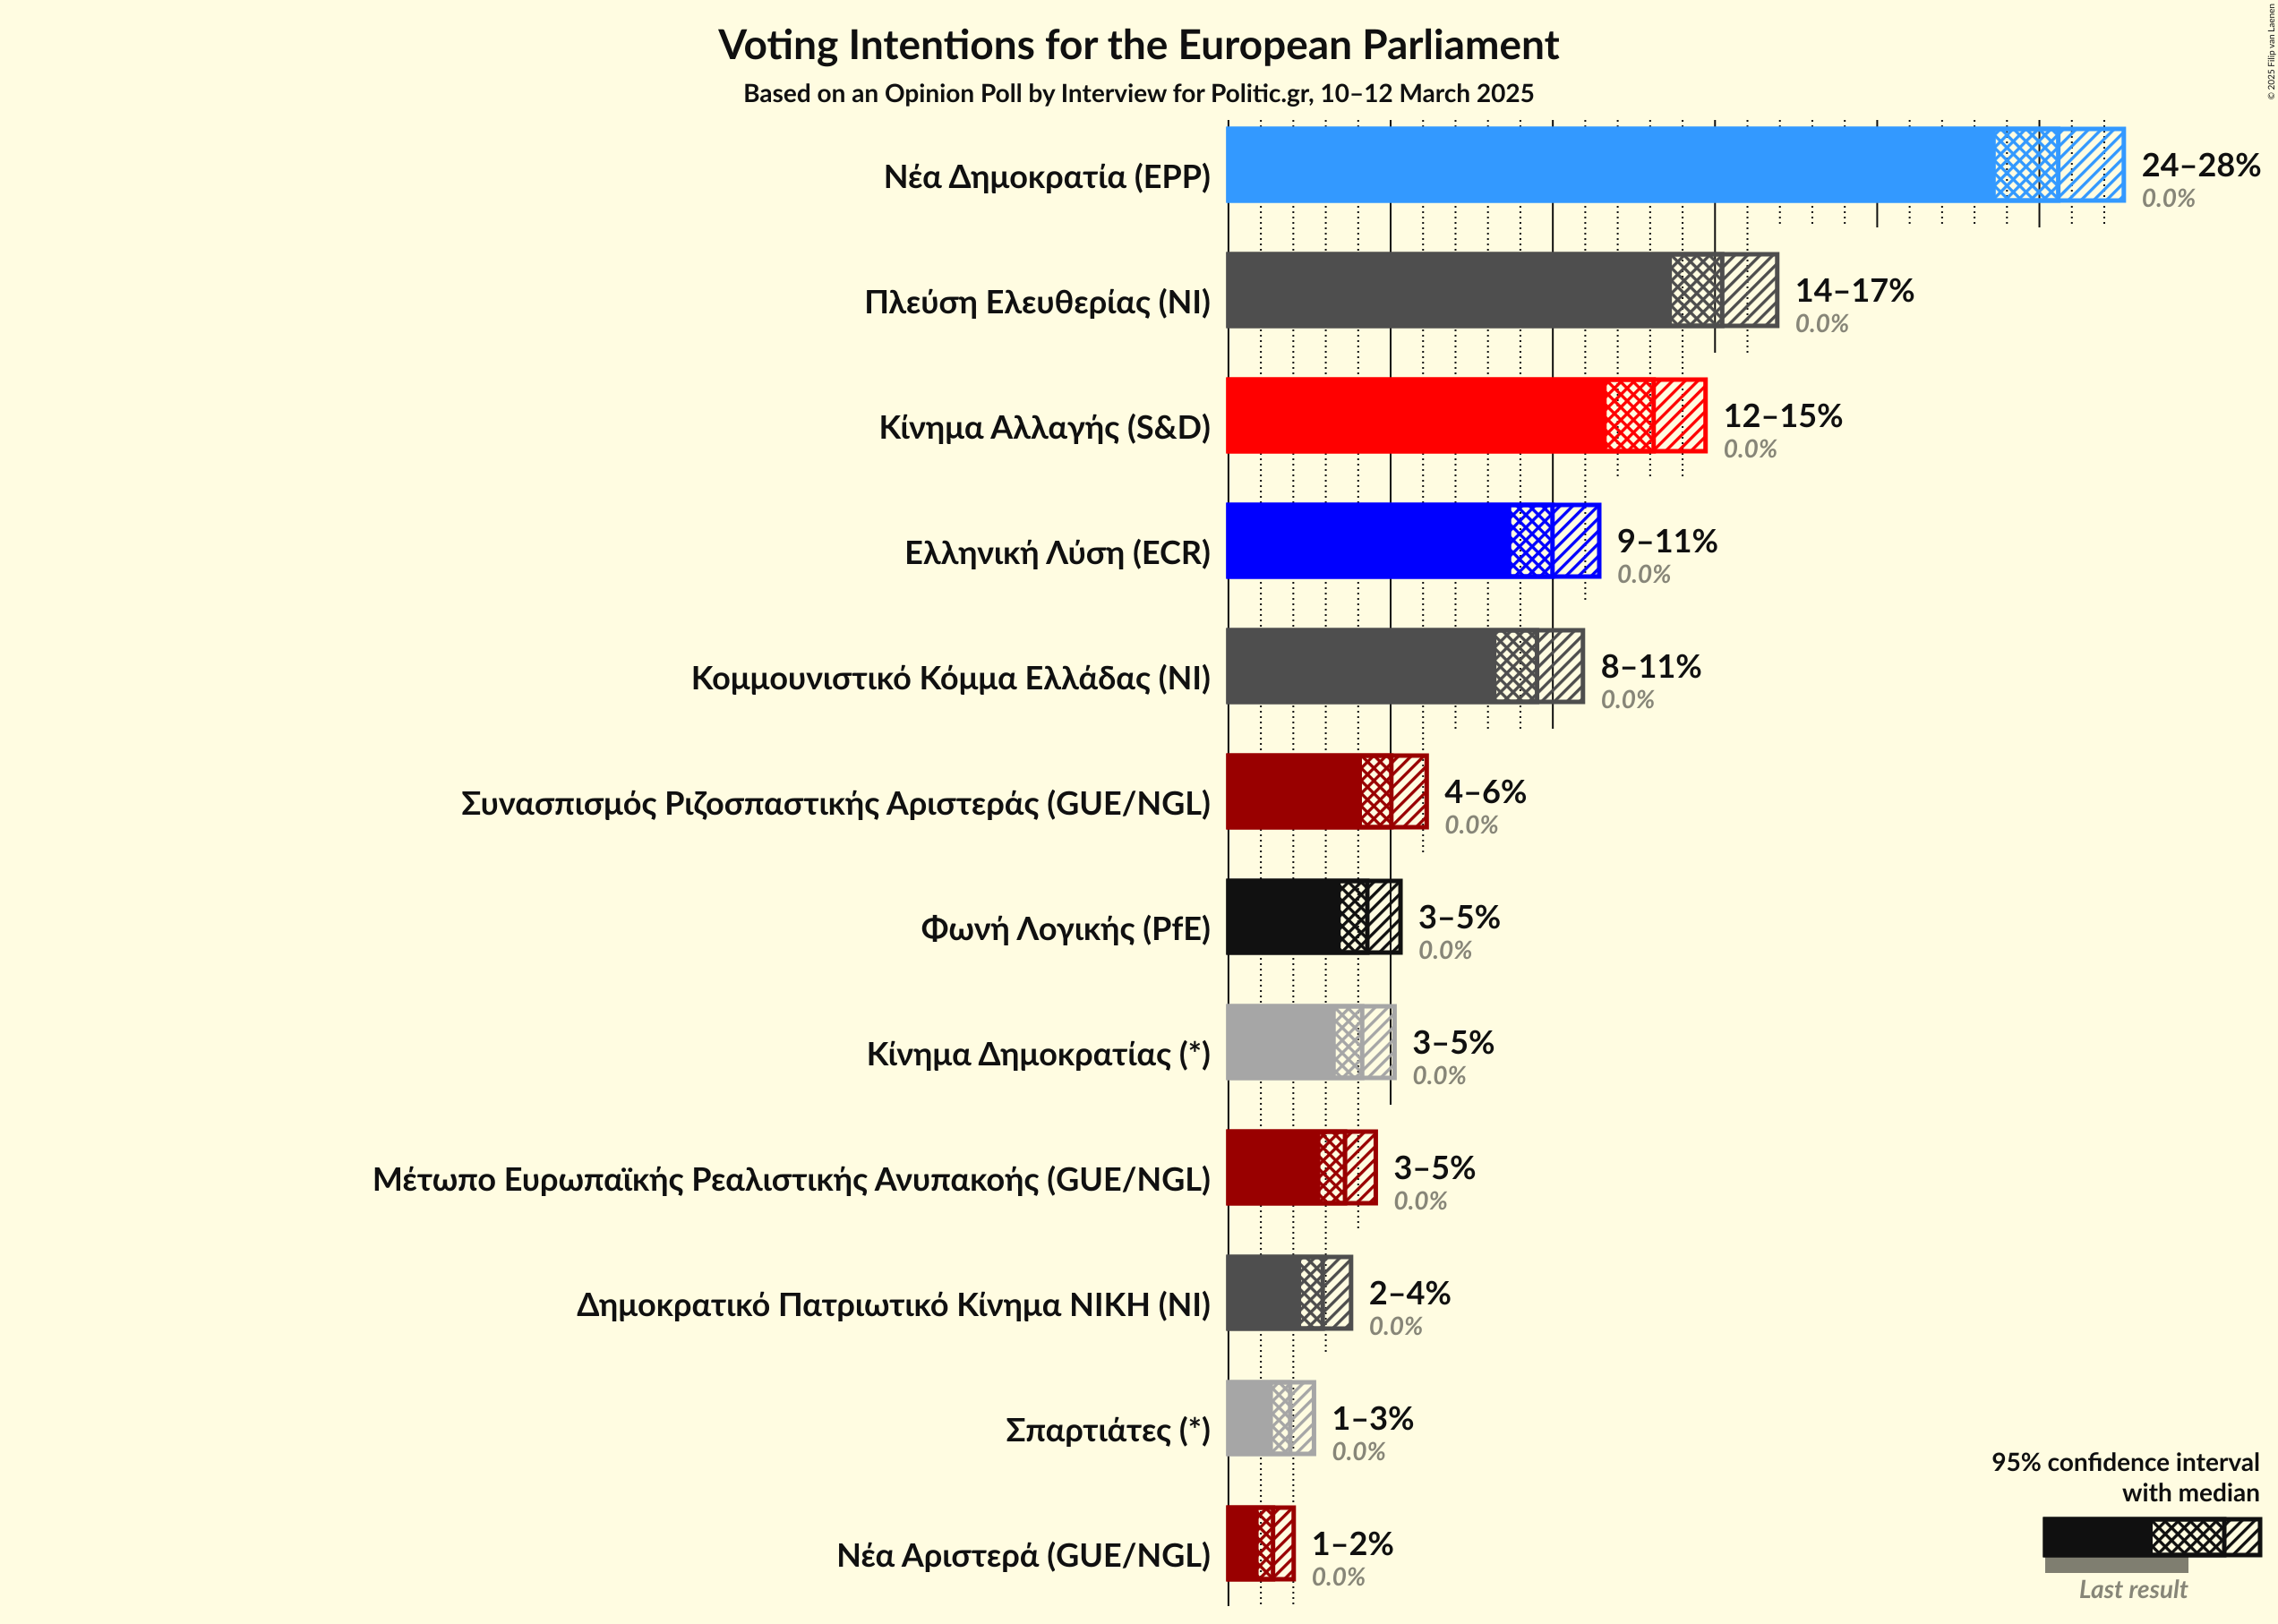 Voting Intentions for the European Parliament
Based on an Opinion Poll by Interview for Politic.gr, 10–12 March 2025
© 2025 Filip van Laenen
Νέα Δημοκρατία (EPP)
24–28%
0.0%
Πλεύση Ελευθερίας (NI)
14–17%
0.0%
Κίνημα Αλλαγής (S&D)
12–15%
0.0%
Ελληνική Λύση (ECR)
9–11%
0.0%
Κομμουνιστικό Κόμμα Ελλάδας (NI)
8–11%
0.0%
Συνασπισμός Ριζοσπαστικής Αριστεράς (GUE/NGL)
4–6%
0.0%
Φωνή Λογικής (PfE)
3–5%
0.0%
Κίνημα Δημοκρατίας (*)
3–5%
0.0%
Μέτωπο Ευρωπαϊκής Ρεαλιστικής Ανυπακοής (GUE/NGL)
3–5%
0.0%
Δημοκρατικό Πατριωτικό Κίνημα ΝΙΚΗ (NI)
2–4%
0.0%
Σπαρτιάτες (*)
1–3%
0.0%
Νέα Αριστερά (GUE/NGL)
1–2%
0.0%
95% confidence interval
with median
Last result